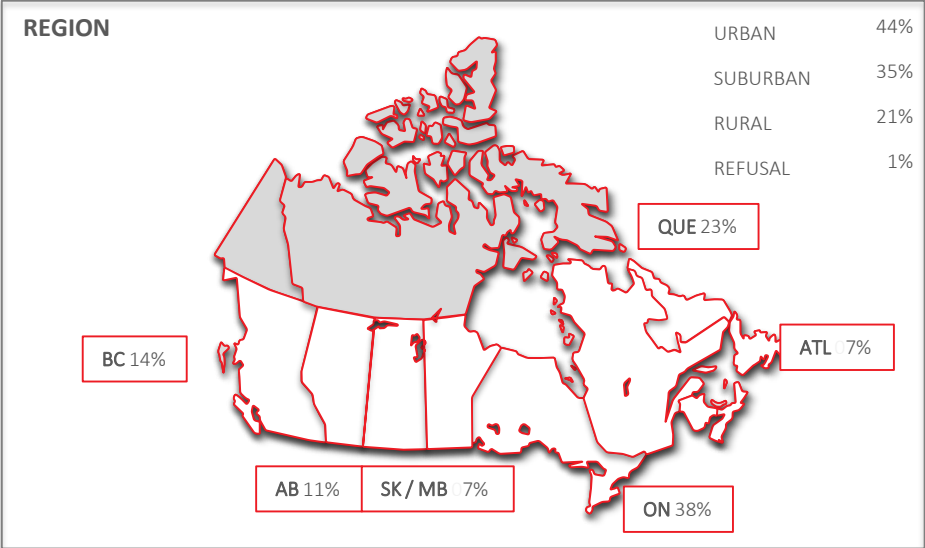 REGION
URBAN 44%
SUBURBAN 35%
RURAL 21%
REFUSAL 1%
QUE 23%
BC 14%
ATL 07%
AB 11%
SK / MB 07%
ON 38%